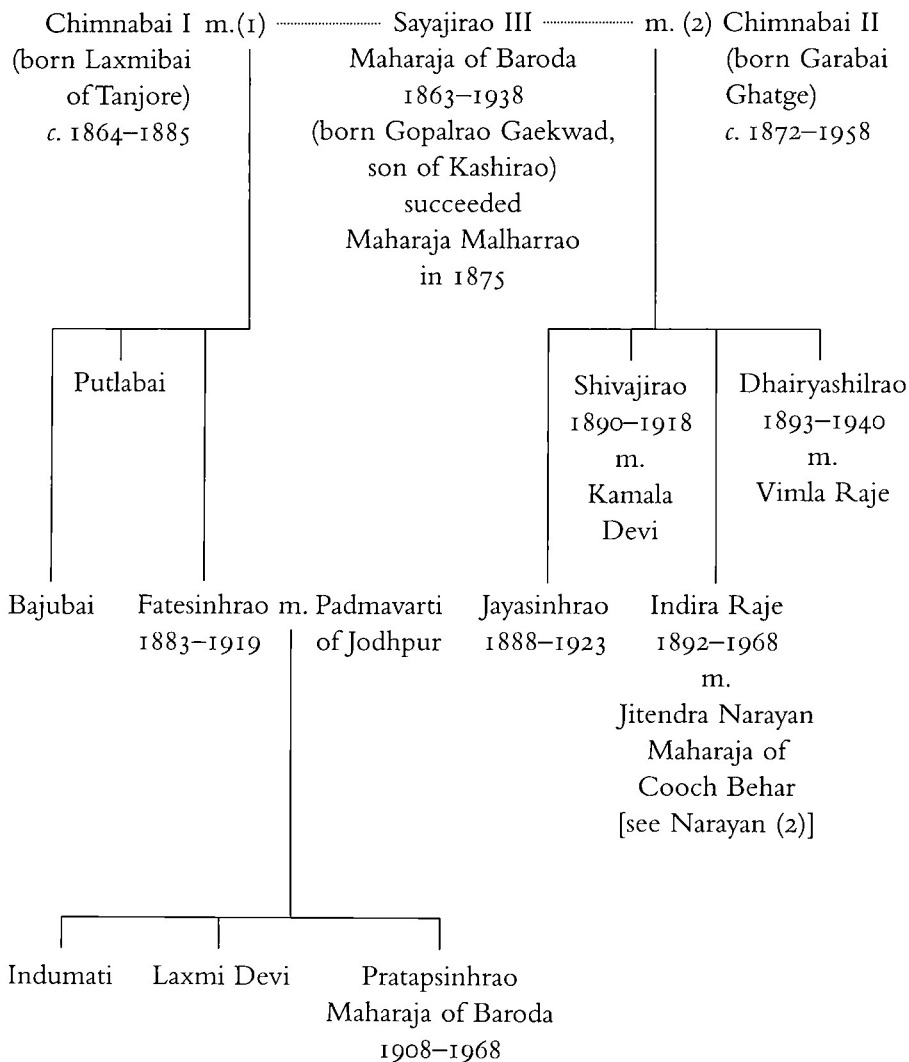 Chimnabai I m.(1) Sayajirao III m. (2) Chimnabai II
(born Laxmibai
of Tanjore)
c. 1864–1885
Maharaja of Baroda
1863–1938
(born Gopalrao Gaekwad,
son of Kashirao)
succeeded
Maharaja Malharrao
in 1875
(born Garabai
Ghatge)
c. 1872–1958
Putlabai
Shivajirao
1890–1918
m.
Kamala
Devi
Dhairyashilrao
1893–1940
m.
Vimla Raje
Bajubai
Fatesinhrao m. Padmavarti
1883–1919 of Jodhpur
Jayasinhrao
1888–1923
Indira Raje
1892–1968
m.
Jitendra Narayan
Maharaja of
Cooch Behar
[see Narayan (2)]
Indumati
Laxmi Devi
Pratapsinhrao
Maharaja of Baroda
1908–1968